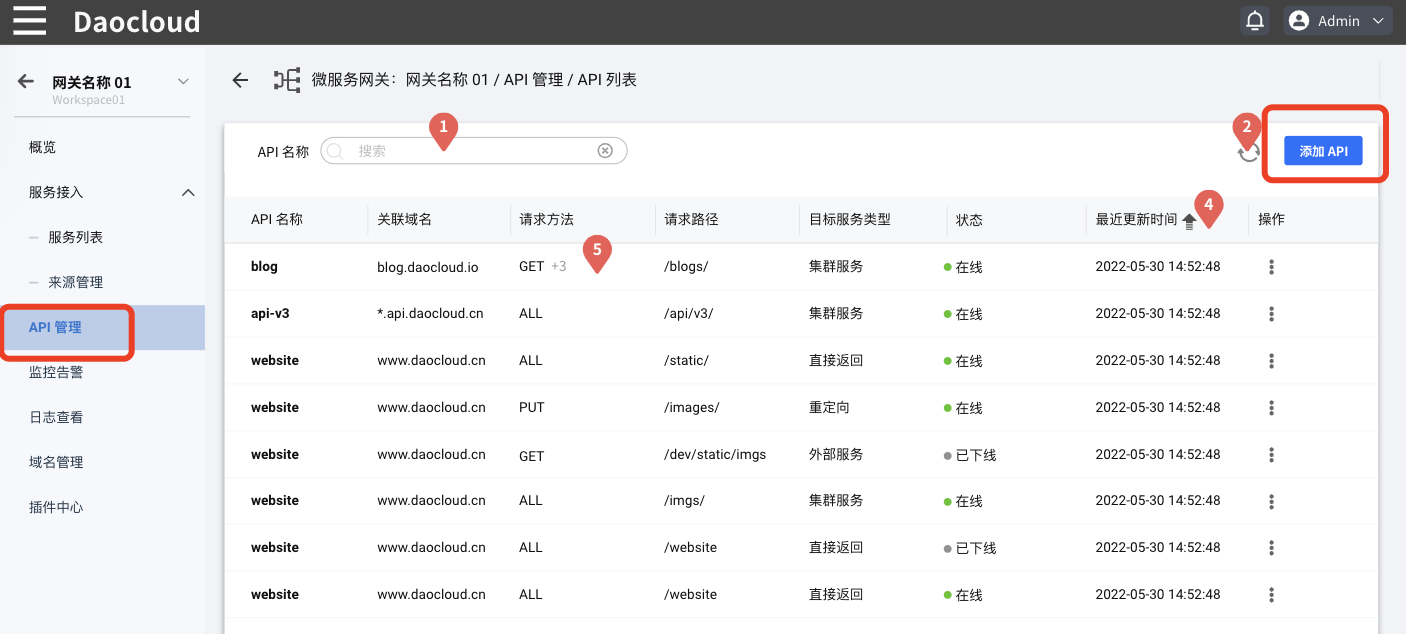 Daocloud
Admin
网关名称 01
Workspace01
概览
服务接入
服务列表
来源管理
API 管理
监控告警
日志查看
域名管理
插件中心
微服务网关：网关名称 01 / API 管理 / API 列表
API 名称 搜索 1 2 添加 API
API 名称 关联域名 请求方法 请求路径 目标服务类型 状态 最近更新时间 4 操作
5
blog blog.daocloud.io GET +3 /blogs/ 集群服务 在线 2022-05-30 14:52:48
api-v3 *.api.daocloud.cn ALL /api/v3/ 集群服务 在线 2022-05-30 14:52:48
website www.daocloud.cn ALL /static/ 直接返回 在线 2022-05-30 14:52:48
website www.daocloud.cn PUT /images/ 重定向 在线 2022-05-30 14:52:48
website www.daocloud.cn GET /dev/static/imgs 外部服务 已下线 2022-05-30 14:52:48
website www.daocloud.cn ALL /imgs/ 集群服务 在线 2022-05-30 14:52:48
website www.daocloud.cn ALL /website 直接返回 已下线 2022-05-30 14:52:48
website www.daocloud.cn ALL /website 直接返回 在线 2022-05-30 14:52:48